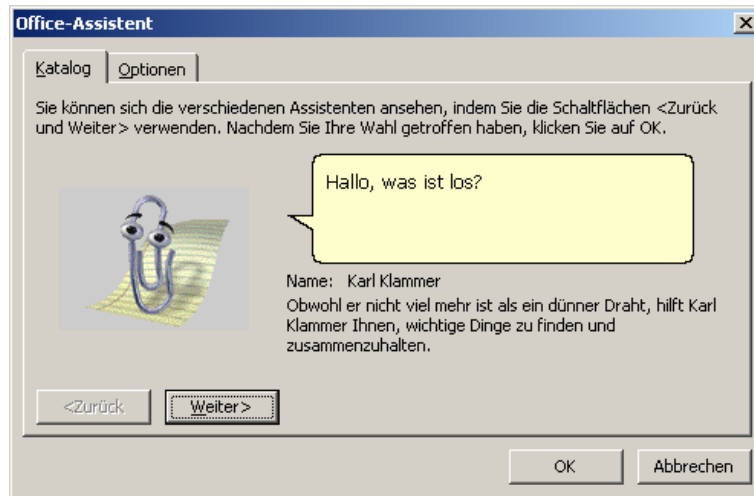 Office-Assistent
Katalog
Optionen
Sie können sich die verschiedenen Assistenten ansehen, indem Sie die Schaltflächen <Zurück
und Weiter> verwenden. Nachdem Sie Ihre Wahl getroffen haben, klicken Sie auf OK.
Hallo, was ist los?
Name: Karl Klammer
Obwohl er nicht viel mehr ist als ein dünner Draht, hilft Karl
Klammer Ihnen, wichtige Dinge zu finden und
zusammenzuhalten.
<Zurück
Weiter>
OK
Abbrechen